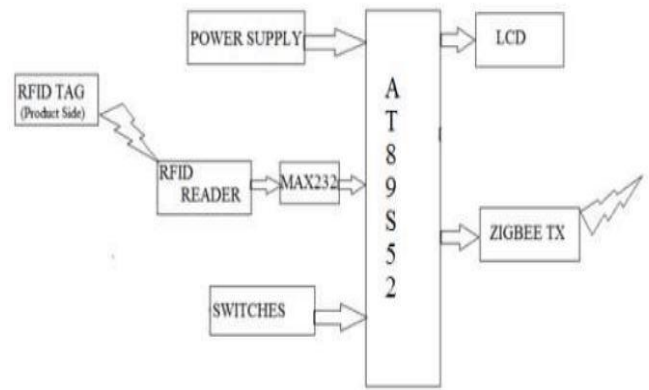 POWER SUPPLY
LCD
RFID TAG
(Product Side)
RFID
READER
MAX232
A
T
8
9
S
5
2
ZIGBEE TX
SWITCHES